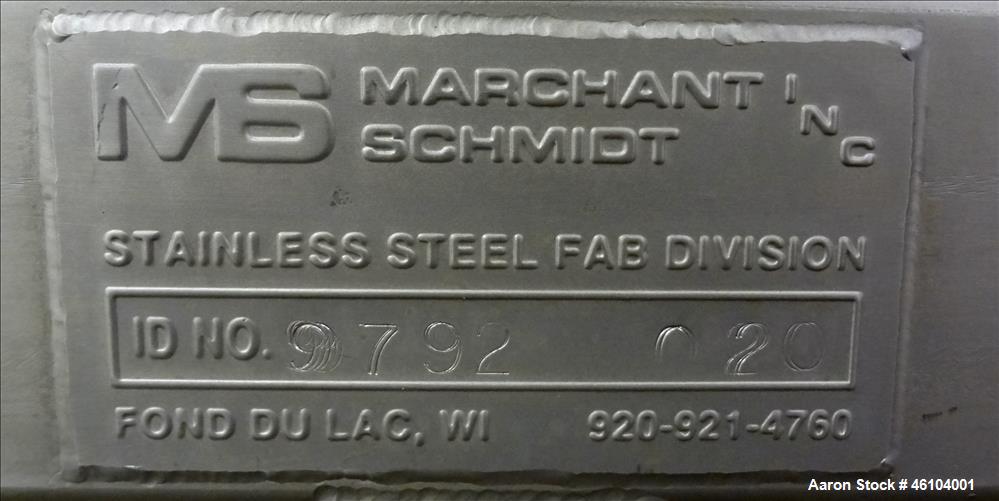 MS MARCHANT INC
SCHMIDT
STAINLESS STEEL FAB DIVISION
ID NO. 9792 020
FOND DU LAC, WI 920-921-4760
Aaron Stock # 46104001